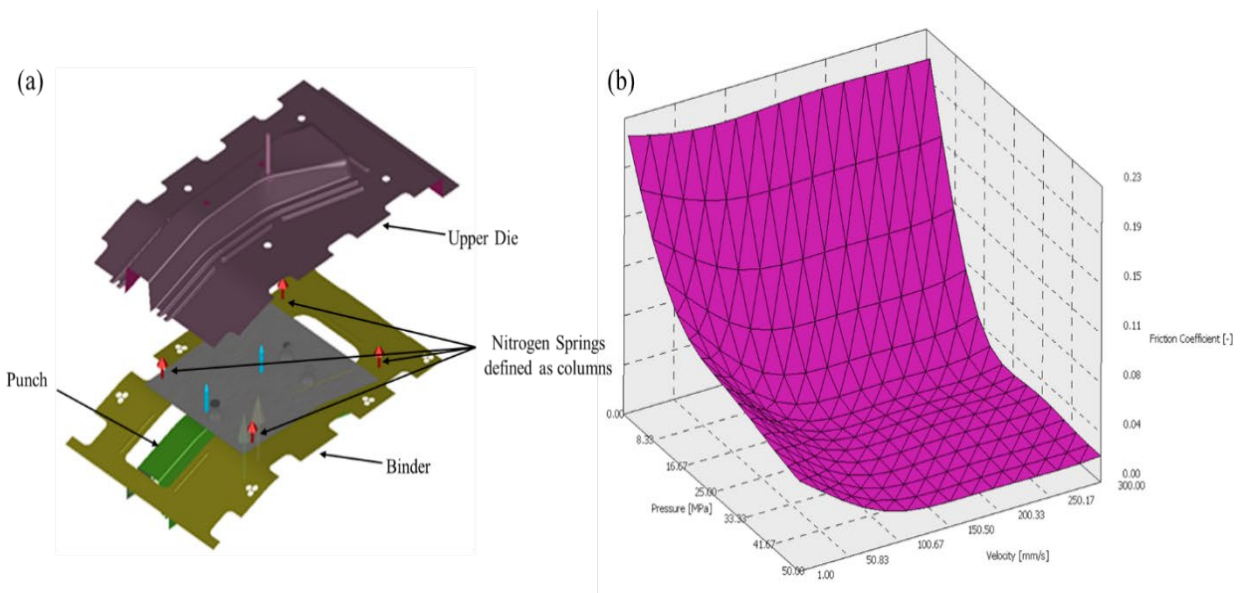 (a)
Upper Die
Nitrogen Springs
defined as columns
Punch
Binder
(b)
0.23
0.19
0.15
0.11
Friction Coefficient [-]
0.08
0.04
0.00
0.00
8.33
16.67
25.00
33.33
41.67
50.00
Pressure [MPa]
1.00
50.83
100.67
150.50
200.33
250.17
300.00
Velocity [mm/s]